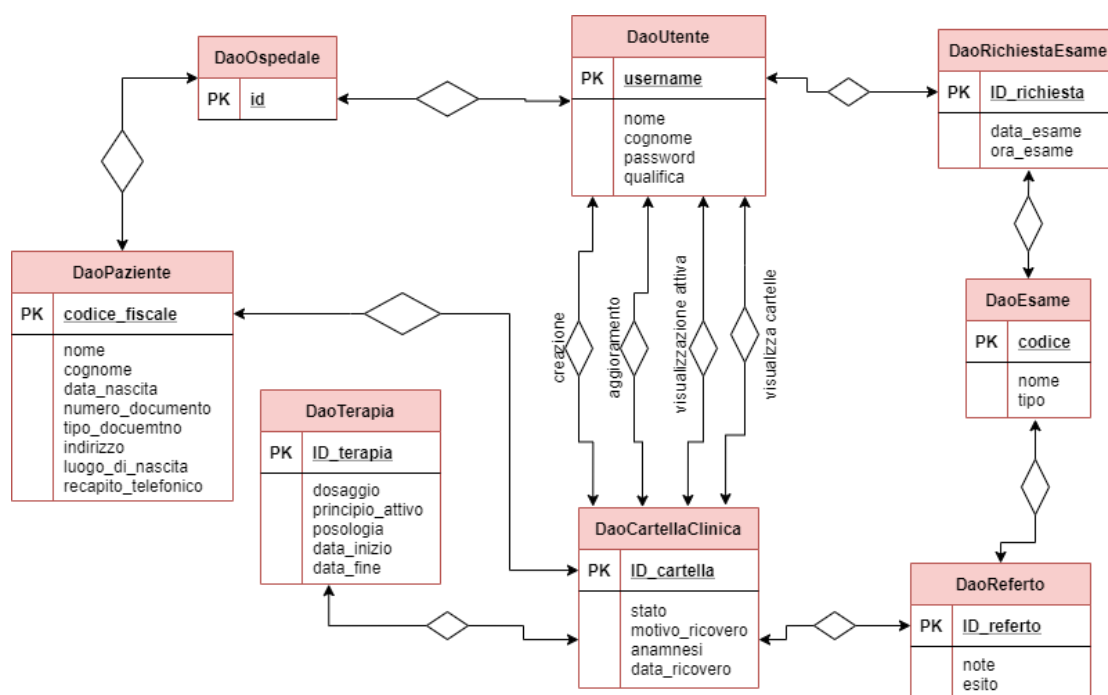 DaoOspedale
PK id
DaoUtente
PK username
nome
cognome
password
qualifica
DaoRichiestaEsame
PK ID_richiesta
data_esame
ora_esame
DaoPaziente
PK codice_fiscale
nome
cognome
data_nascita
numero_documento
tipo_docuemtno
indirizzo
luogo_di_nascita
recapito_telefonico
creazione
aggioramento
visualizzazione attiva
visualizza cartelle
DaoEsame
PK codice
nome
tipo
DaoTerapia
PK ID_terapia
dosaggio
principio_attivo
posologia
data_inizio
data_fine
DaoCartellaClinica
PK ID_cartella
stato
motivo_ricovero
anamnesi
data_ricovero
DaoReferto
PK ID_referto
note
esito